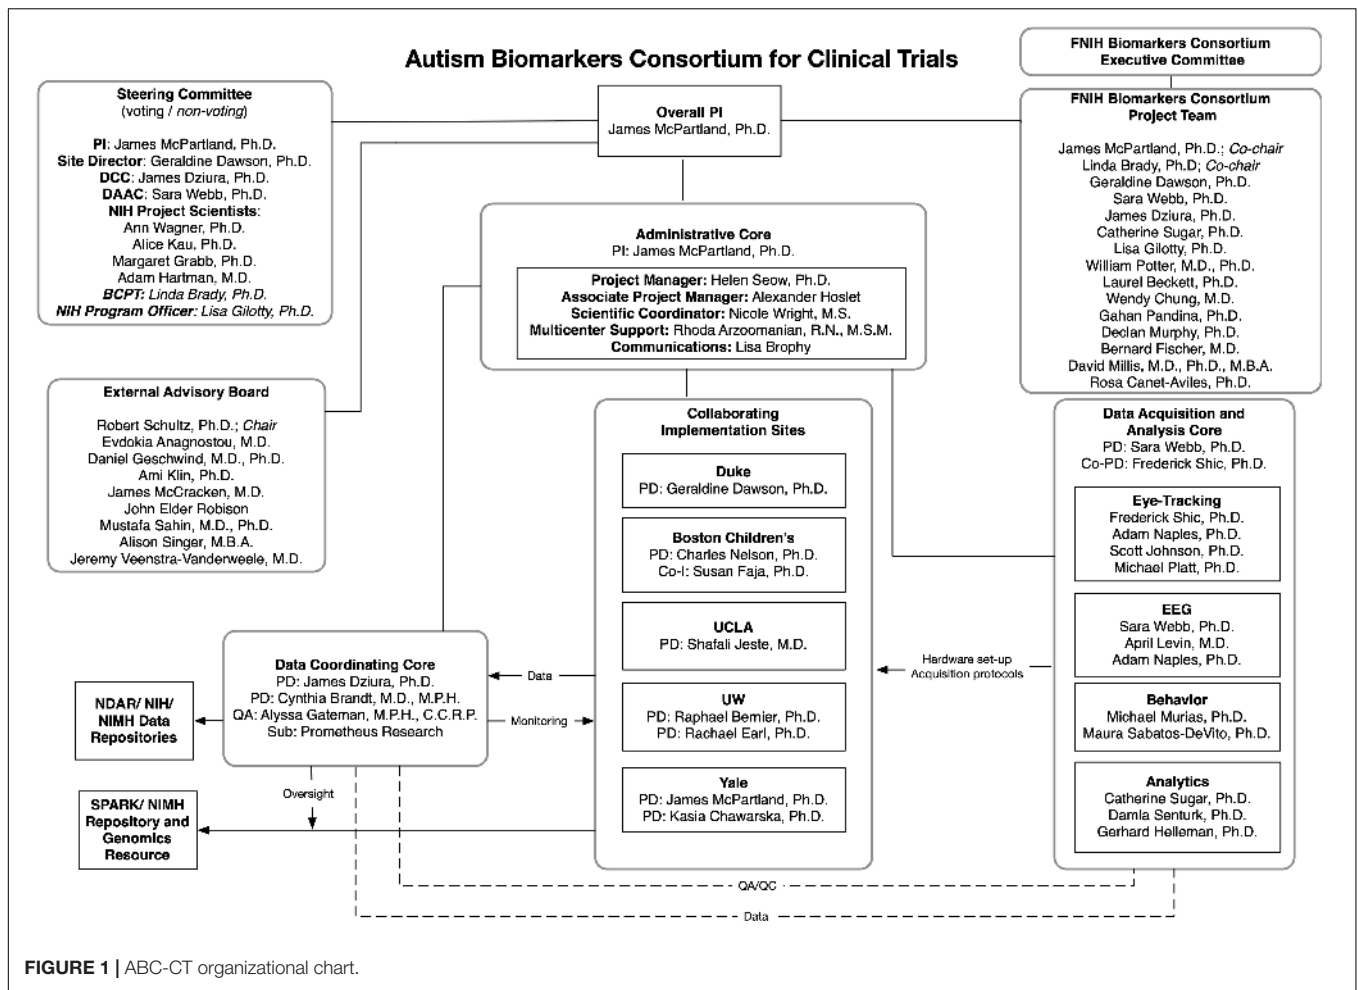 Autism Biomarkers Consortium for Clinical Trials
FNIH Biomarkers Consortium
Executive Committee
Steering Committee
(voting / non-voting)
PI: James McPartland, Ph.D.
Site Director: Geraldine Dawson, Ph.D.
DCC: James Dziura, Ph.D.
DAAC: Sara Webb, Ph.D.
NIH Project Scientists:
Ann Wagner, Ph.D.
Alice Kau, Ph.D.
Margaret Grabb, Ph.D.
Adam Hartman, M.D.
BCPT: Linda Brady, Ph.D.
NIH Program Officer: Lisa Gilotty, Ph.D.
Overall PI
James McPartland, Ph.D.
FNIH Biomarkers Consortium
Project Team
James McPartland, Ph.D.; Co-chair
Linda Brady, Ph.D; Co-chair
Geraldine Dawson, Ph.D.
Sara Webb, Ph.D.
James Dziura, Ph.D.
Catherine Sugar, Ph.D.
Lisa Gilotty, Ph.D.
William Potter, M.D., Ph.D.
Laurel Beckett, Ph.D.
Wendy Chung, M.D.
Gahan Pandina, Ph.D.
Declan Murphy, Ph.D.
Bernard Fischer, M.D.
David Millis, M.D., Ph.D., M.B.A.
Rosa Canet-Aviles, Ph.D.
Administrative Core
PI: James McPartland, Ph.D.
Project Manager: Helen Seow, Ph.D.
Associate Project Manager: Alexander Hoslet
Scientific Coordinator: Nicole Wright, M.S.
Multicenter Support: Rhoda Arzoomanian, R.N., M.S.M.
Communications: Lisa Brophy
External Advisory Board
Robert Schultz, Ph.D.; Chair
Evdokia Anagnostou, M.D.
Daniel Geschwind, M.D., Ph.D.
Ami Klin, Ph.D.
James McCracken, M.D.
John Elder Robison
Mustafa Sahin, M.D., Ph.D.
Alison Singer, M.B.A.
Jeremy Veenstra-Vanderweele, M.D.
Collaborating
Implementation Sites
Duke
PD: Geraldine Dawson, Ph.D.
Boston Children's
PD: Charles Nelson, Ph.D.
Co-I: Susan Faja, Ph.D.
UCLA
PD: Shafali Jeste, M.D.
UW
PD: Raphael Bernier, Ph.D.
PD: Rachael Earl, Ph.D.
Yale
PD: James McPartland, Ph.D.
PD: Kasia Chawarska, Ph.D.
Data Acquisition and
Analysis Core
PD: Sara Webb, Ph.D.
Co-PD: Frederick Shic, Ph.D.
Eye-Tracking
Frederick Shic, Ph.D.
Adam Naples, Ph.D.
Scott Johnson, Ph.D.
Michael Platt, Ph.D.
EEG
Sara Webb, Ph.D.
April Levin, M.D.
Adam Naples, Ph.D.
Behavior
Michael Murias, Ph.D.
Maura Sabatos-DeVito, Ph.D.
Analytics
Catherine Sugar, Ph.D.
Damla Senturk, Ph.D.
Gerhard Helleman, Ph.D.
Hardware set-up
Acquisition protocols
Data Coordinating Core
PD: James Dziura, Ph.D.
PD: Cynthia Brandt, M.D., M.P.H.
QA: Alyssa Gateman, M.P.H., C.C.R.P.
Sub: Prometheus Research
Data
Monitoring
NDAR/ NIH/
NIMH Data
Repositories
Oversight
SPARK/ NIMH
Repository and
Genomics
Resource
QA/QC
Data
FIGURE 1 | ABC-CT organizational chart.